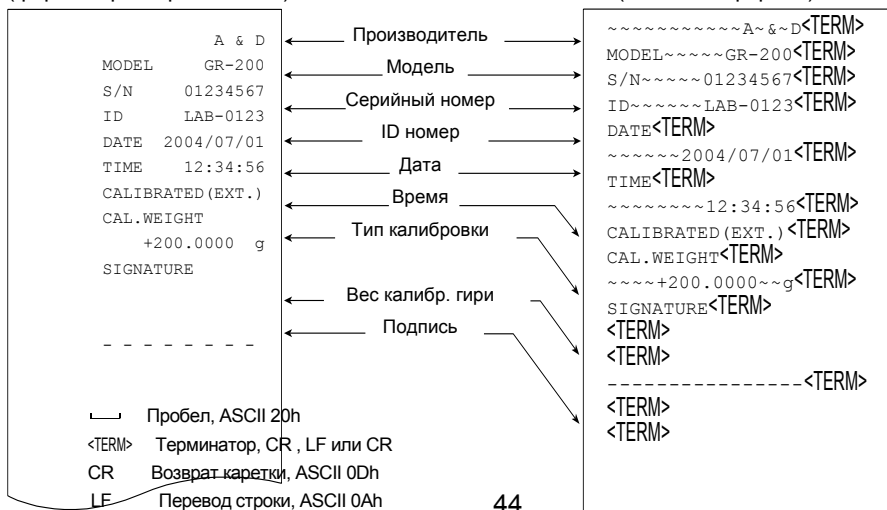 A & D
MODEL GR-200
S/N 01234567
ID LAB-0123
DATE 2004/07/01
TIME 12:34:56
CALIBRATED(EXT.)
CAL.WEIGHT
+200.0000 g
SIGNATURE
- - - - - - - -
Производитель
Модель
Серийный номер
ID номер
Дата
Время
Тип калибровки
Вес калибр. гири
Подпись
~~~~~~~~~~~A~&~D<TERM>
MODEL~~~~~GR-200<TERM>
S/N~~~~~01234567<TERM>
ID~~~~~~LAB-0123<TERM>
DATE<TERM>
~~~~~~2004/07/01<TERM>
TIME<TERM>
~~~~~~~~12:34:56<TERM>
CALIBRATED(EXT.)<TERM>
CAL.WEIGHT<TERM>
~~~~+200.0000~~g<TERM>
SIGNATURE<TERM>
<TERM>
<TERM>
----------------<TERM>
<TERM>
<TERM>
Пробел, ASCII 20h
<TERM> Терминатор, CR , LF или CR
CR Возврат каретки, ASCII 0Dh
LF Перевод строки, ASCII 0Ah
44